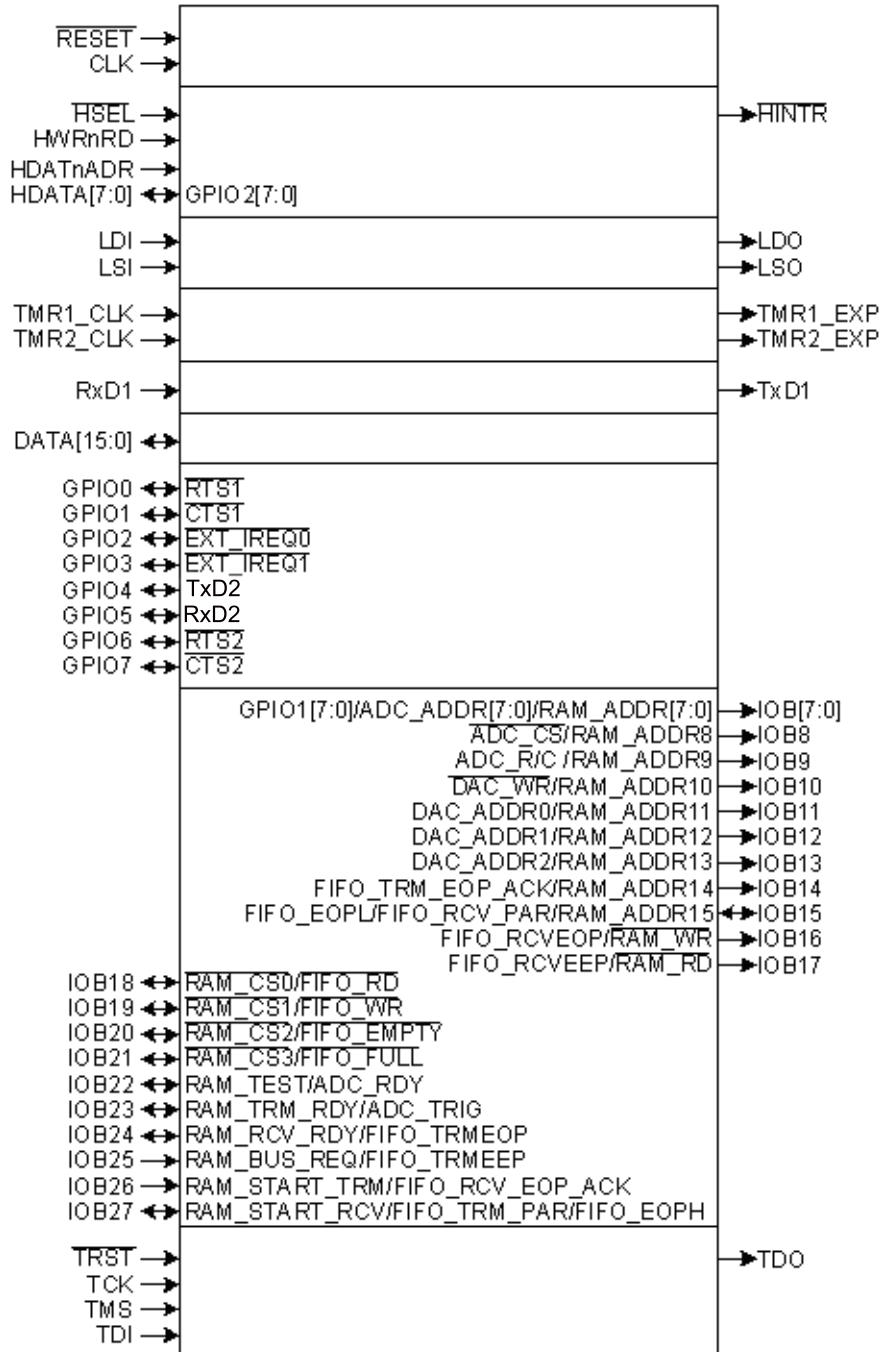 RESET
CLK
HSEL HINTR
HWRnRD
HDATnADR
HDATA[7:0] GPIO2[7:0]
LDI LDO
LSI LSO
TMR1_CLK TMR1_EXP
TMR2_CLK TMR2_EXP
RxD1 TxD1
DATA[15:0]
GPIO0 RTS1
GPIO1 CTS1
GPIO2 EXT_IREQ0
GPIO3 EXT_IREQ1
GPIO4 TxD2
GPIO5 RxD2
GPIO6 RTS2
GPIO7 CTS2
GPIO1[7:0]/ADC_ADDR[7:0]/RAM_ADDR[7:0] IOB[7:0]
ADC_CS/RAM_ADDR8 IOB8
ADC_R/C /RAM_ADDR9 IOB9
DAC_WR/RAM_ADDR10 IOB10
DAC_ADDR0/RAM_ADDR11 IOB11
DAC_ADDR1/RAM_ADDR12 IOB12
DAC_ADDR2/RAM_ADDR13 IOB13
FIFO_TRM_EOP_ACK/RAM_ADDR14 IOB14
FIFO_EOPL/FIFO_RCV_PAR/RAM_ADDR15 IOB15
FIFO_RCVEOP/RAM_WR IOB16
FIFO_RCVEEP/RAM_RD IOB17
IOB18 RAM_CS0/FIFO_RD
IOB19 RAM_CS1/FIFO_WR
IOB20 RAM_CS2/FIFO_EMPTY
IOB21 RAM_CS3/FIFO_FULL
IOB22 RAM_TEST/ADC_RDY
IOB23 RAM_TRM_RDY/ADC_TRIG
IOB24 RAM_RCV_RDY/FIFO_TRMEOP
IOB25 RAM_BUS_REQ/FIFO_TRMEEP
IOB26 RAM_START_TRM/FIFO_RCV_EOP_ACK
IOB27 RAM_START_RCV/FIFO_TRM_PAR/FIFO_EOPH
TRST TDO
TCK
TMS
TDI